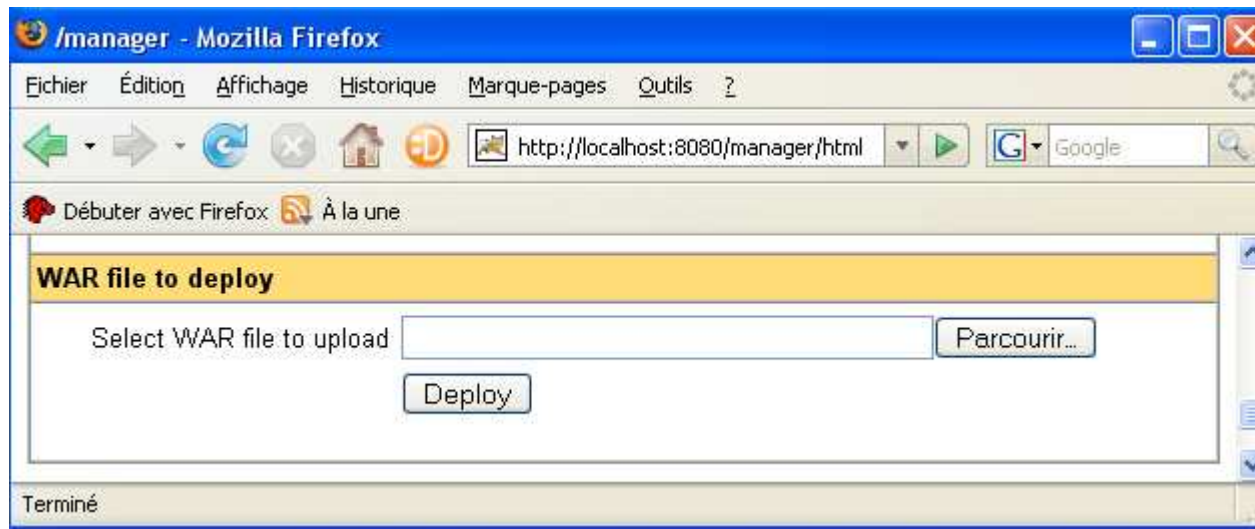 /manager - Mozilla Firefox
Fichier Édition Affichage Historique Marque-pages Outils ?
http://localhost:8080/manager/html G Google
Débuter avec Firefox À la une
WAR file to deploy
Select WAR file to upload Parcourir...
Deploy
Terminé